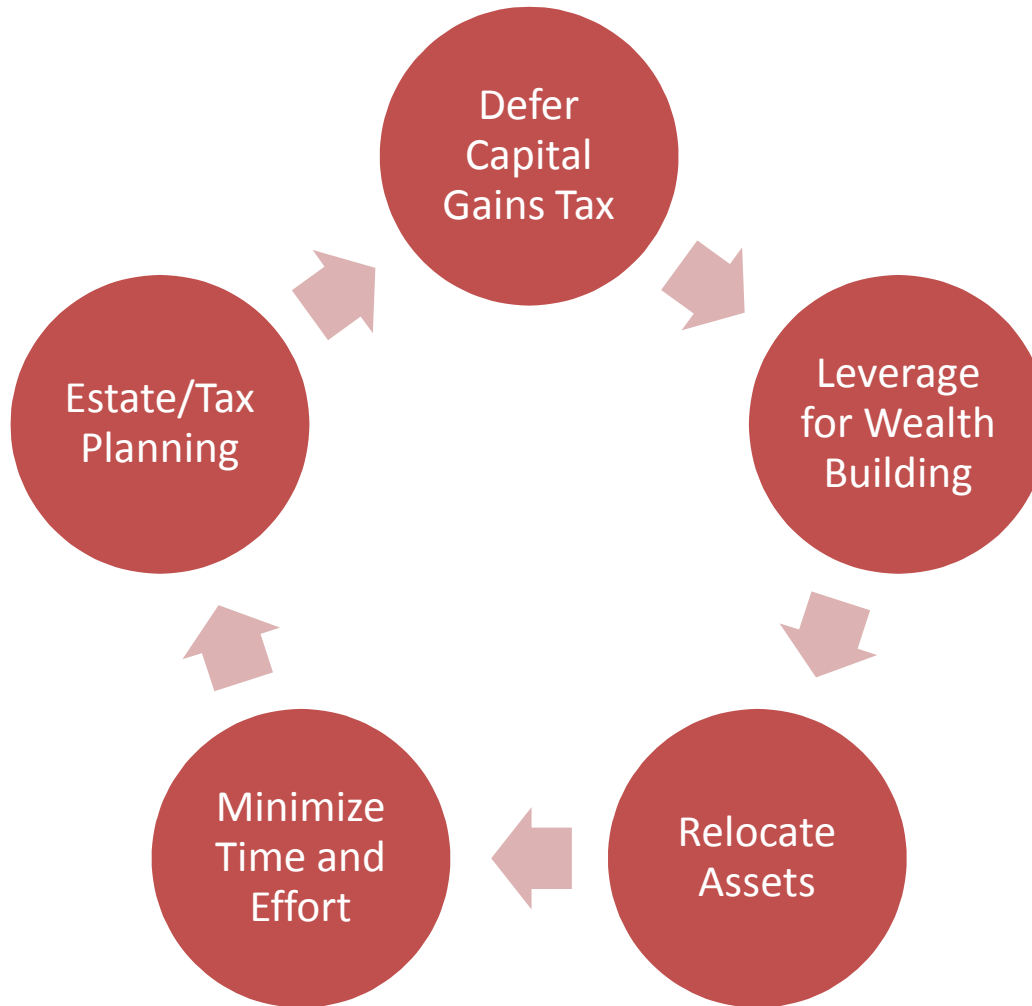 Defer
Capital
Gains Tax
Leverage
for Wealth
Building
Relocate
Assets
Minimize
Time and
Effort
Estate/Tax
Planning